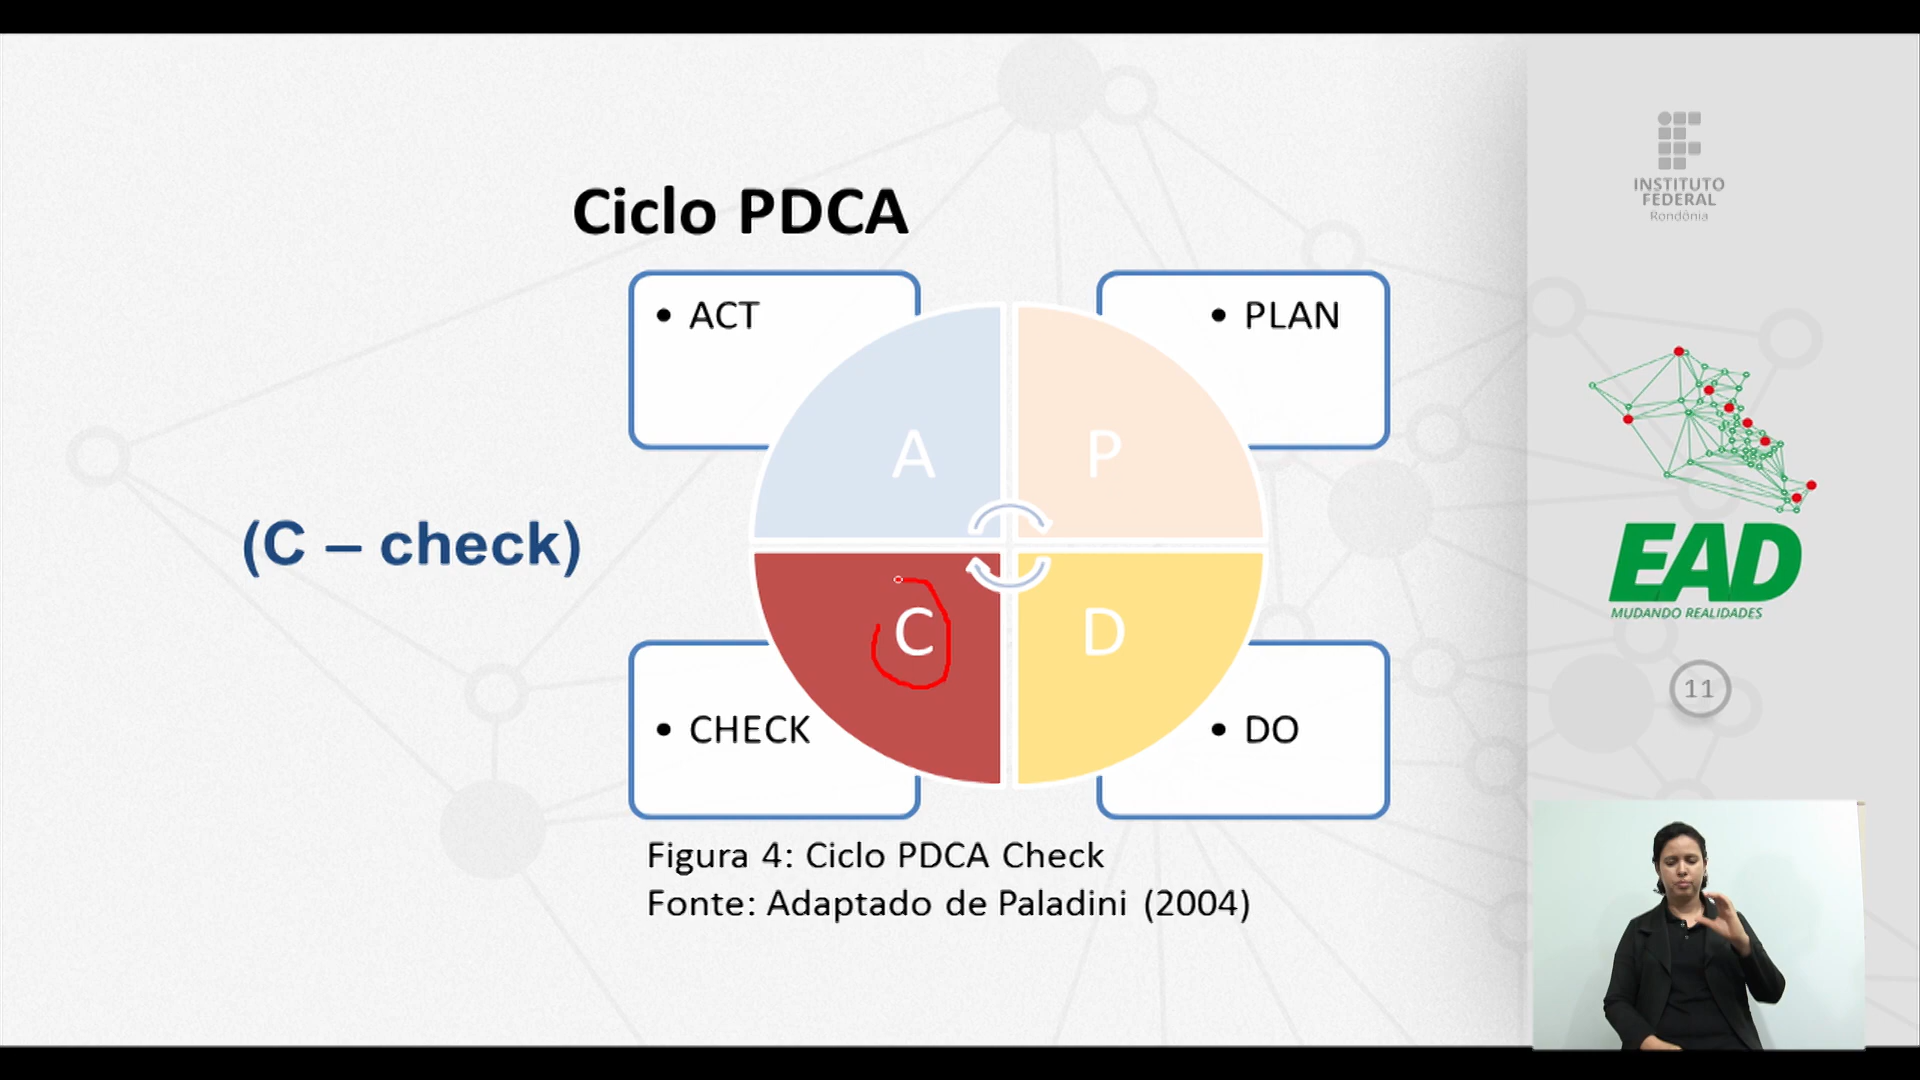 Ciclo PDCA
• ACT
• PLAN
A
P
(C – check)
C
D
• CHECK
• DO
Figura 4: Ciclo PDCA Check
Fonte: Adaptado de Paladini (2004)
INSTITUTO
FEDERAL
Rondônia
EAD
MUDANDO REALIDADES
11